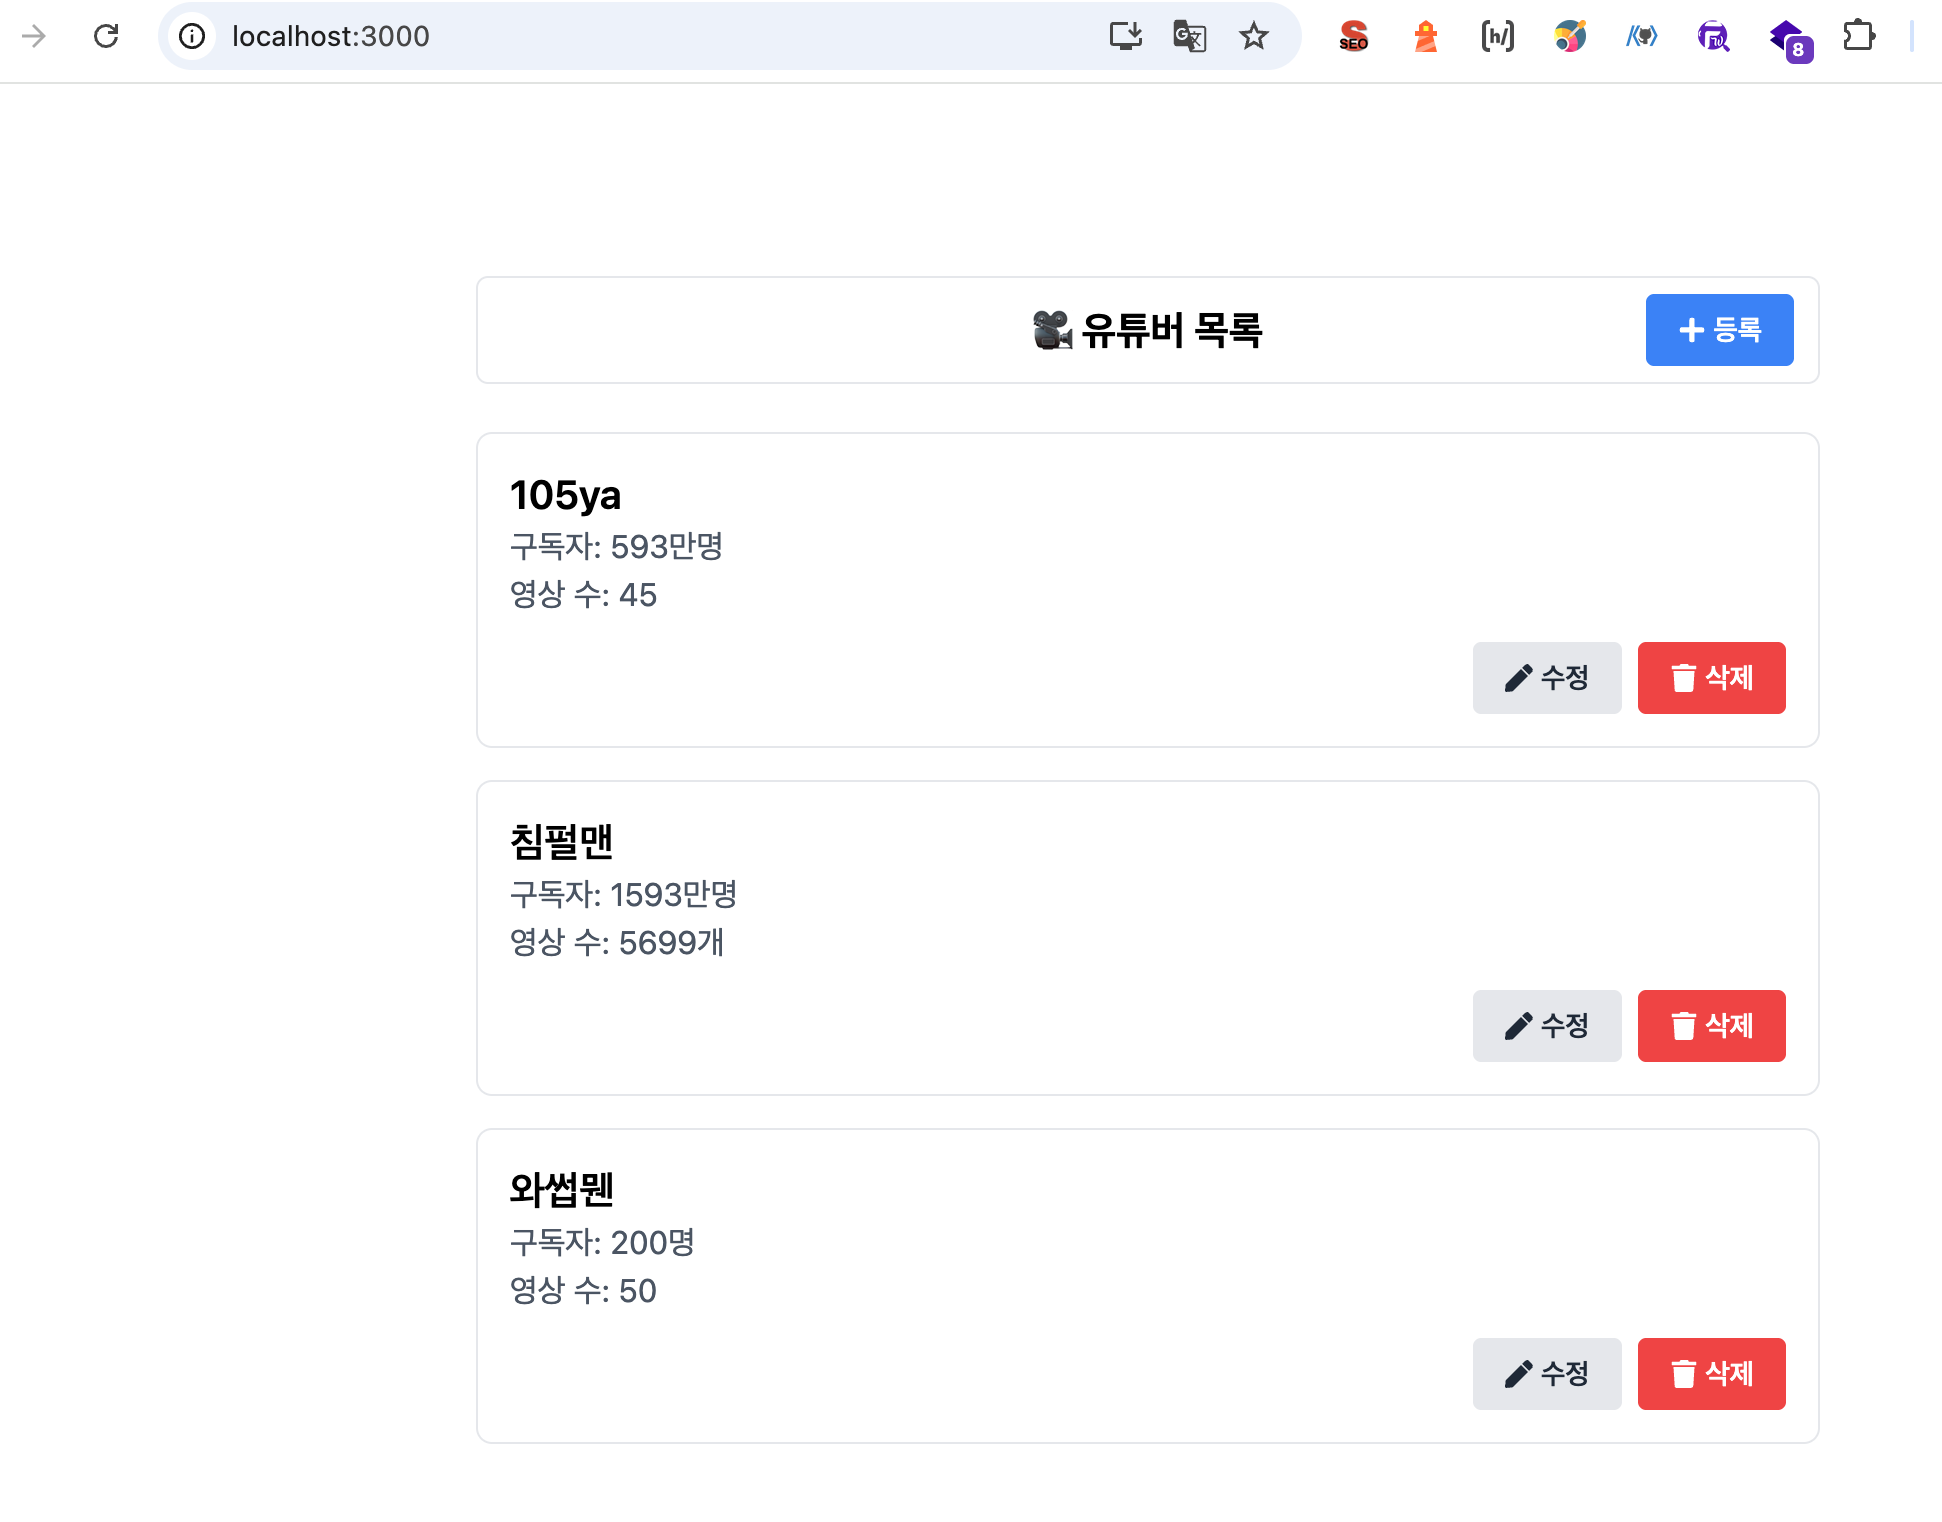 localhost:3000
SEO
[h/]
8
🎥 유튜버 목록
+ 등록
105ya
구독자: 593만명
영상 수: 45
수정 삭제
침펄맨
구독자: 1593만명
영상 수: 5699개
수정 삭제
와썹뭰
구독자: 200명
영상 수: 50
수정 삭제